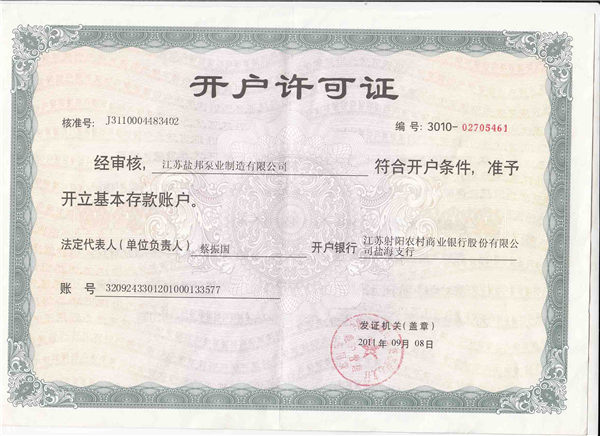 开户许可证
核准号: J3110004483402
编号: 3010-02705461
经审核, 江苏盐邦泵业制造有限公司 符合开户条件, 准予
开立基本存款账户。
法定代表人(单位负责人) 蔡振国 开户银行 江苏射阳农村商业银行股份有限公
司盐海支行
账 号 3209243301201000133577
发证机关(盖章)
2011年 09月 08日